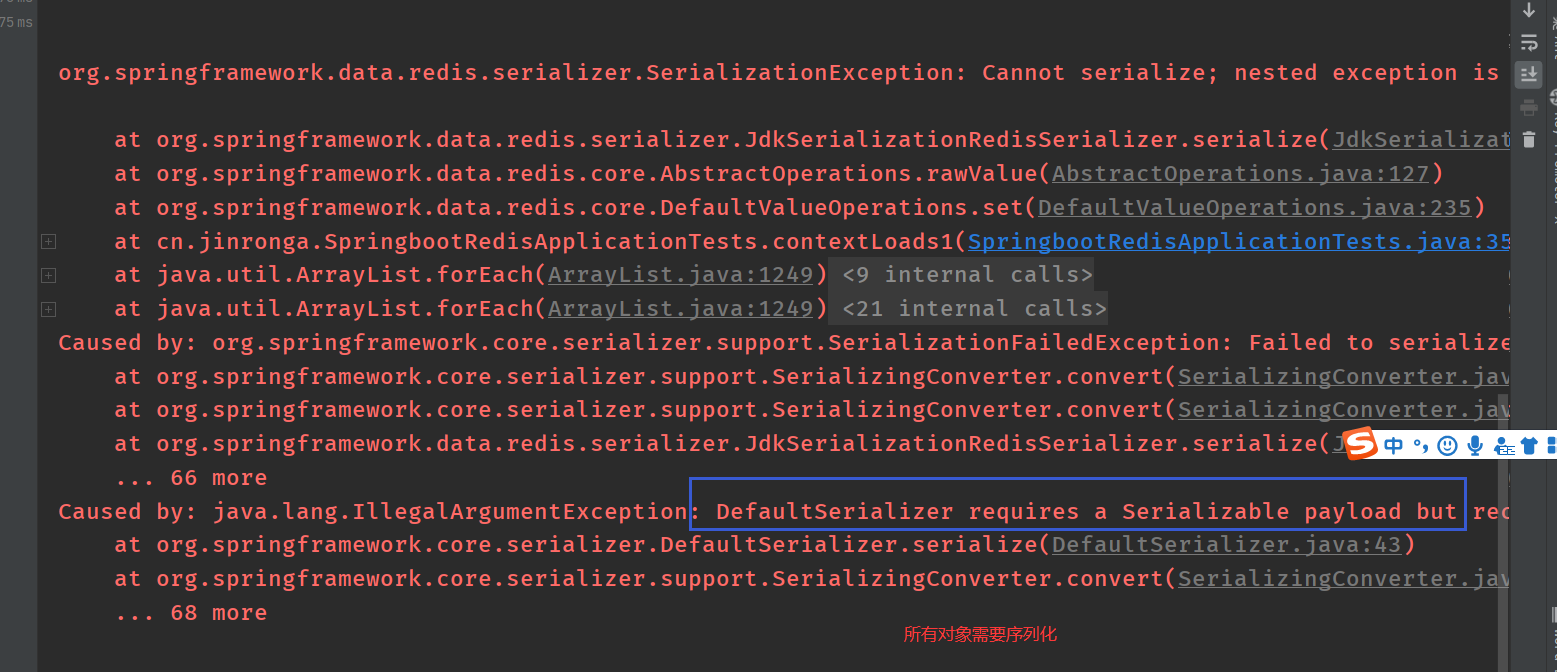 75 ms
org.springframework.data.redis.serializer.SerializationException: Cannot serialize; nested exception is
at org.springframework.data.redis.serializer.JdkSerializationRedisSerializer.serialize(JdkSerializat
at org.springframework.data.redis.core.AbstractOperations.rawValue(AbstractOperations.java:127)
at org.springframework.data.redis.core.DefaultValueOperations.set(DefaultValueOperations.java:235)
at cn.jinronga.SpringbootRedisApplicationTests.contextLoads1(SpringbootRedisApplicationTests.java:35
at java.util.ArrayList.forEach(ArrayList.java:1249) <9 internal calls>
at java.util.ArrayList.forEach(ArrayList.java:1249) <21 internal calls>
Caused by: org.springframework.core.serializer.support.SerializationFailedException: Failed to serialize
at org.springframework.core.serializer.support.SerializingConverter.convert(SerializingConverter.jav
at org.springframework.core.serializer.support.SerializingConverter.convert(SerializingConverter.jav
at org.springframework.data.redis.serializer.JdkSerializationRedisSerializer.serialize(J
中
... 66 more
Caused by: java.lang.IllegalArgumentException: DefaultSerializer requires a Serializable payload but rec
at org.springframework.core.serializer.DefaultSerializer.serialize(DefaultSerializer.java:43)
at org.springframework.core.serializer.support.SerializingConverter.convert(SerializingConverter.jav
... 68 more
所有对象需要序列化